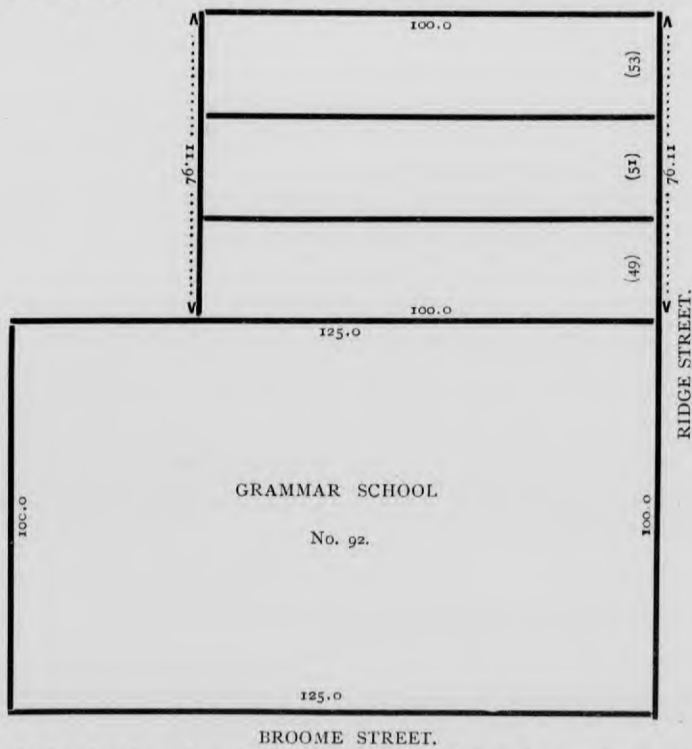 100.0
(53)
76.11
(51)
76.11
(49)
100.0
125.0
RIDGE STREET.
GRAMMAR SCHOOL
No. 92.
100.0
100.0
125.0
BROOME STREET.